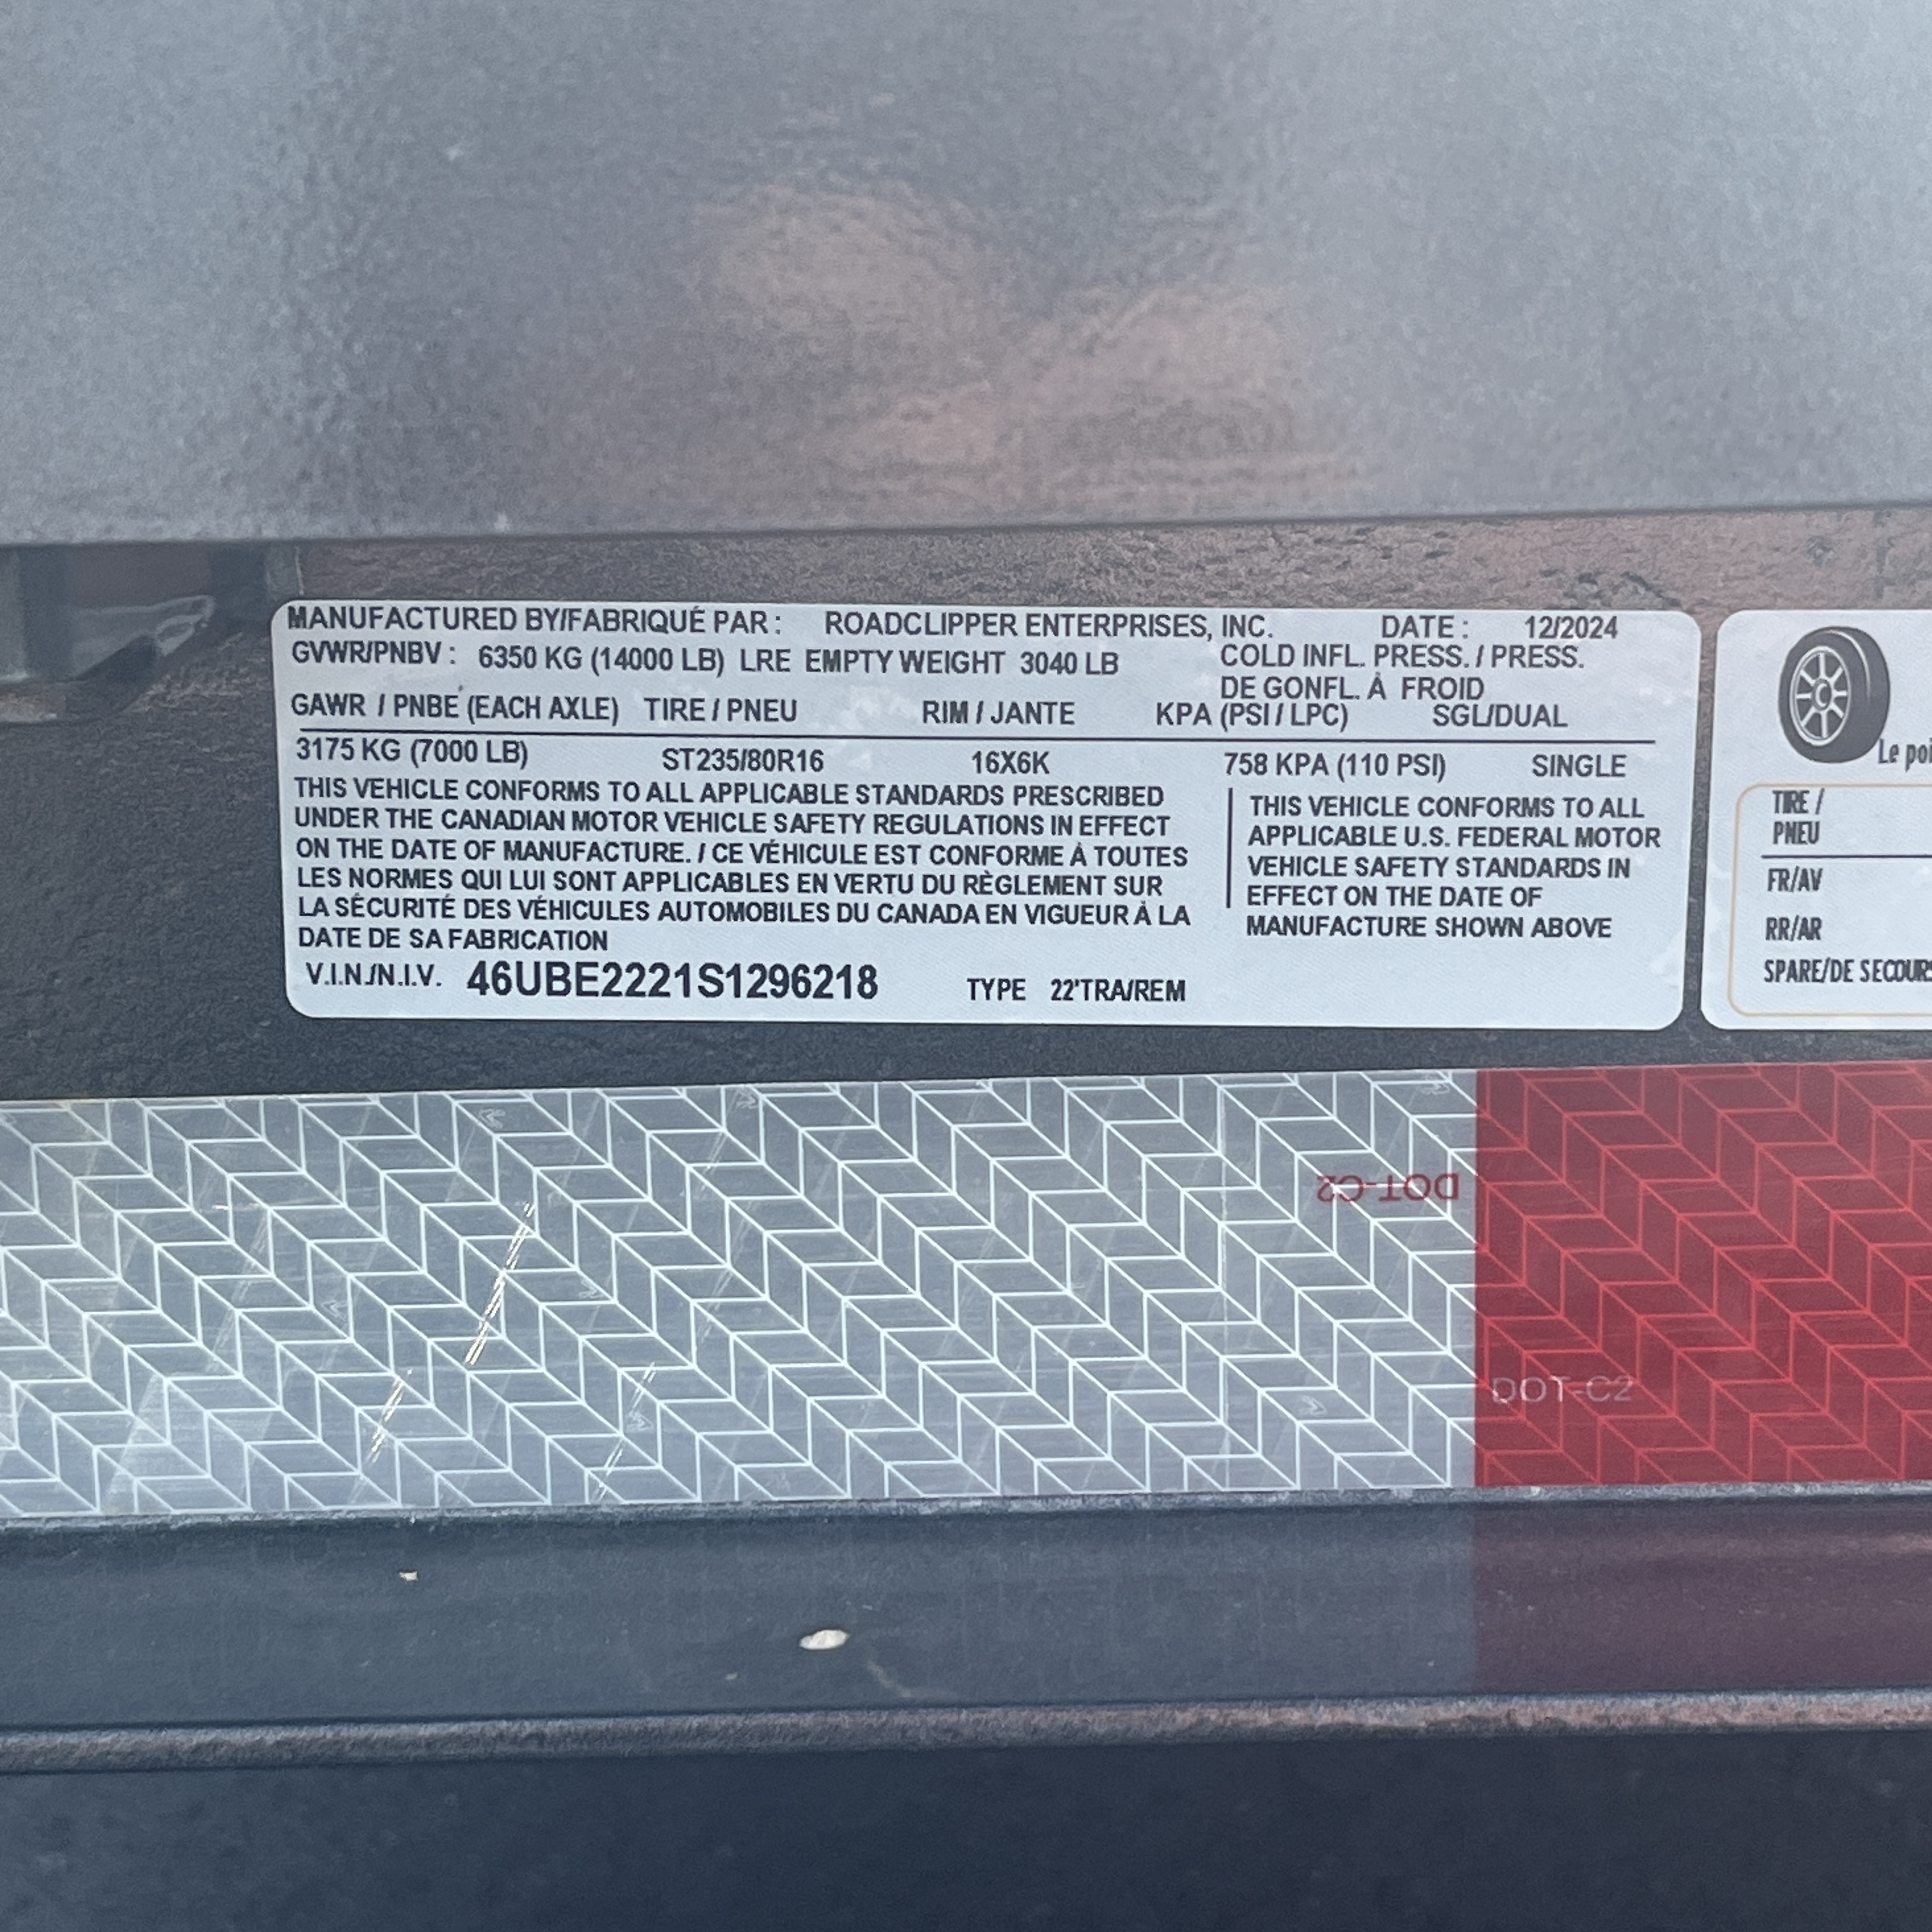 MANUFACTURED BY/FABRIQUÉ PAR : ROADCLIPPER ENTERPRISES, INC. DATE : 12/2024
GVWR/PNBV : 6350 KG (14000 LB) LRE EMPTY WEIGHT 3040 LB
COLD INFL. PRESS. / PRESS.
DE GONFL. À FROID
GAWR / PNBE (EACH AXLE) TIRE / PNEU RIM / JANTE KPA (PSI / LPC) SGL/DUAL
3175 KG (7000 LB) ST235/80R16 16X6K 758 KPA (110 PSI) SINGLE
THIS VEHICLE CONFORMS TO ALL APPLICABLE STANDARDS PRESCRIBED
UNDER THE CANADIAN MOTOR VEHICLE SAFETY REGULATIONS IN EFFECT
ON THE DATE OF MANUFACTURE. / CE VÉHICULE EST CONFORME À TOUTES
LES NORMES QUI LUI SONT APPLICABLES EN VERTU DU RÈGLEMENT SUR
LA SÉCURITÉ DES VÉHICULES AUTOMOBILES DU CANADA EN VIGUEUR À LA
DATE DE SA FABRICATION
THIS VEHICLE CONFORMS TO ALL
APPLICABLE U.S. FEDERAL MOTOR
VEHICLE SAFETY STANDARDS IN
EFFECT ON THE DATE OF
MANUFACTURE SHOWN ABOVE
V.I.N./N.I.V. 46UBE2221S1296218 TYPE 22'TRA/REM
Le
TIRE /
PNEU
FR/AV
RR/AR
SPARE/DE SECOURS
DOT-C2
DOT-C2